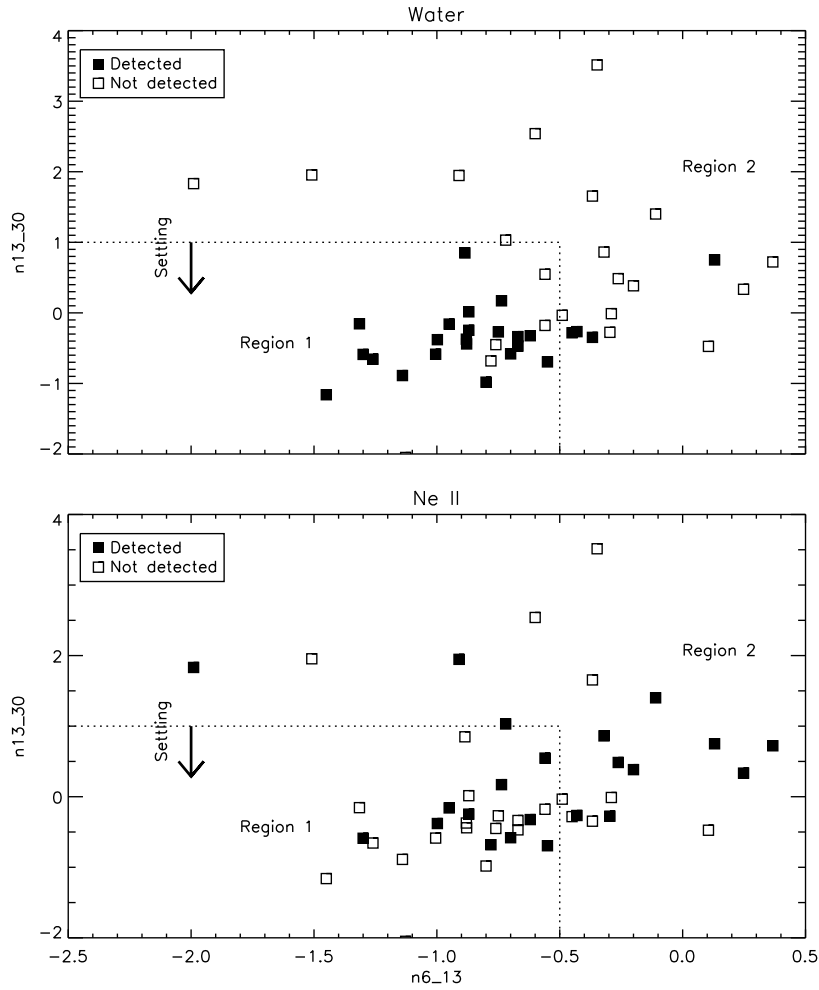 Water
4
3
2
1
0
−1
−2
n13_30
Detected
Not detected
Region 2
Settling
Region 1
Ne II
4
2
0
−2
n13_30
Detected
Not detected
Region 2
Settling
Region 1
−2.5 −2.0 −1.5 −1.0 −0.5 0.0 0.5
n6_13